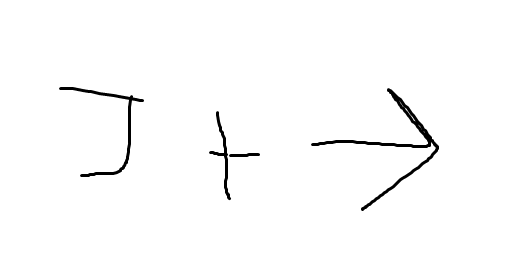 J + →